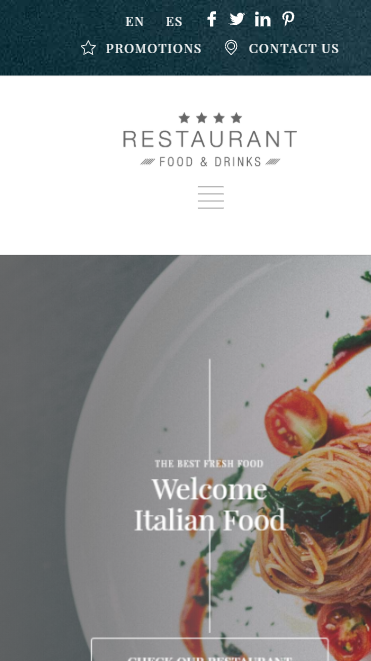 EN ES
PROMOTIONS CONTACT US
RESTAURANT
FOOD & DRINKS
THE BEST FRESH FOOD
Welcome
Italian Food
CHECK OUR RESTAURANT